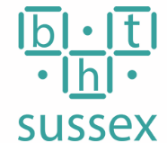 b · t
· h ·
sussex